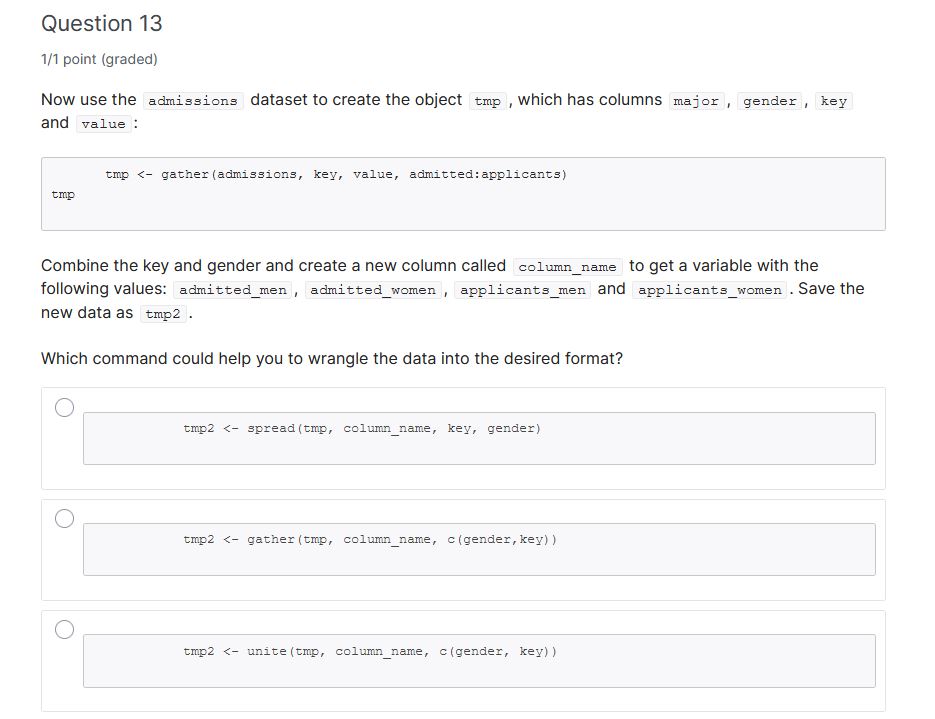 Question 13
1/1 point (graded)
Now use the admissions dataset to create the object tmp , which has columns major , gender , key
and value :
tmp <- gather(admissions, key, value, admitted:applicants)
tmp
Combine the key and gender and create a new column called column_name to get a variable with the
following values: admitted_men , admitted_women , applicants_men and applicants_women . Save the
new data as tmp2 .
Which command could help you to wrangle the data into the desired format?
tmp2 <- spread(tmp, column_name, key, gender)
tmp2 <- gather(tmp, column_name, c(gender,key))
tmp2 <- unite(tmp, column_name, c(gender, key))